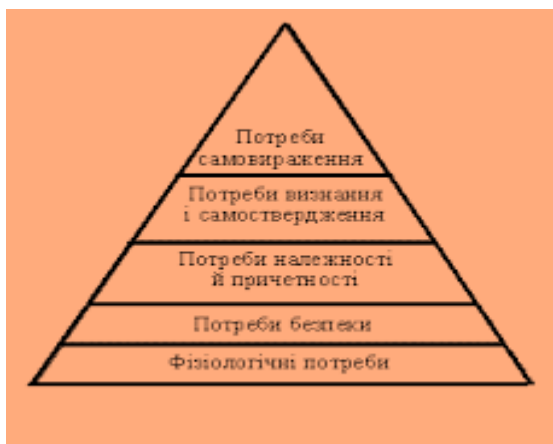 Потреби
самовираження
Потреби визнання
і самоствердження
Потреби належності
й причетності
Потреби безпеки
Фізіологічні потреби